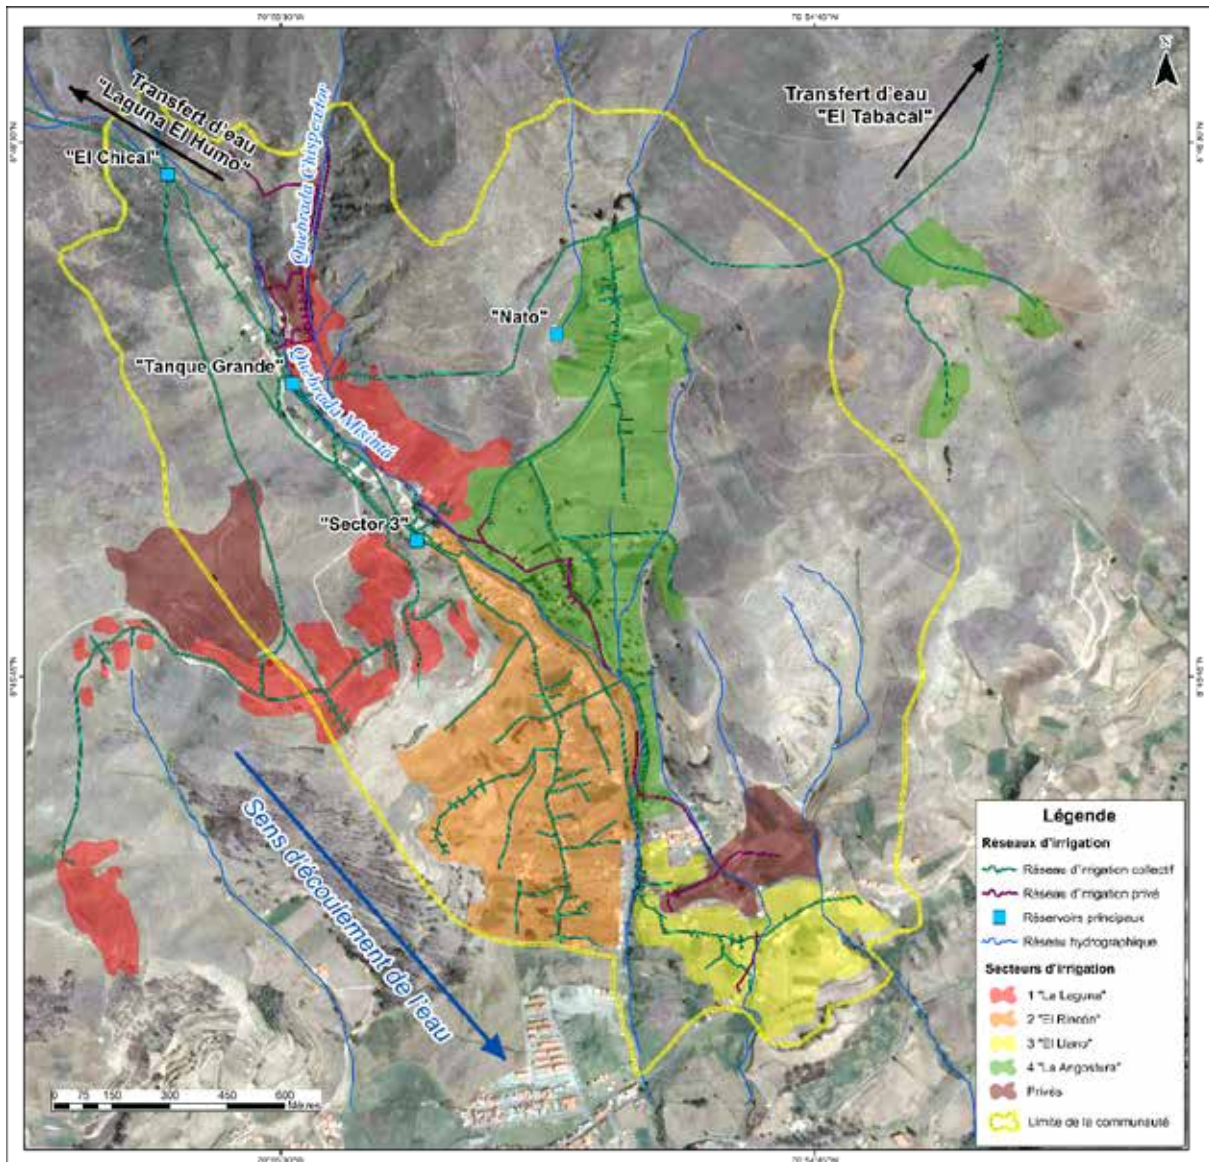 Transfert d'eau
"Laguna El Humo"
Transfert d'eau
"El Tabacal"
"El Chical"
Quebrada Chispeador
"Nato"
"Tanque Grande"
Quebrada Misintá
"Sector 3"
Sens d'écoulement de l'eau
Légende
Réseaux d'irrigation
Réseau d'irrigation collectif
Réseau d'irrigation privé
Réservoirs principaux
Réseau hydrographique
Secteurs d'irrigation
1 "La Laguna"
2 "El Rincón"
3 "El Llano"
4 "La Angostura"
Privés
Limite de la communauté
0 75 150 300 450 600
Mètres